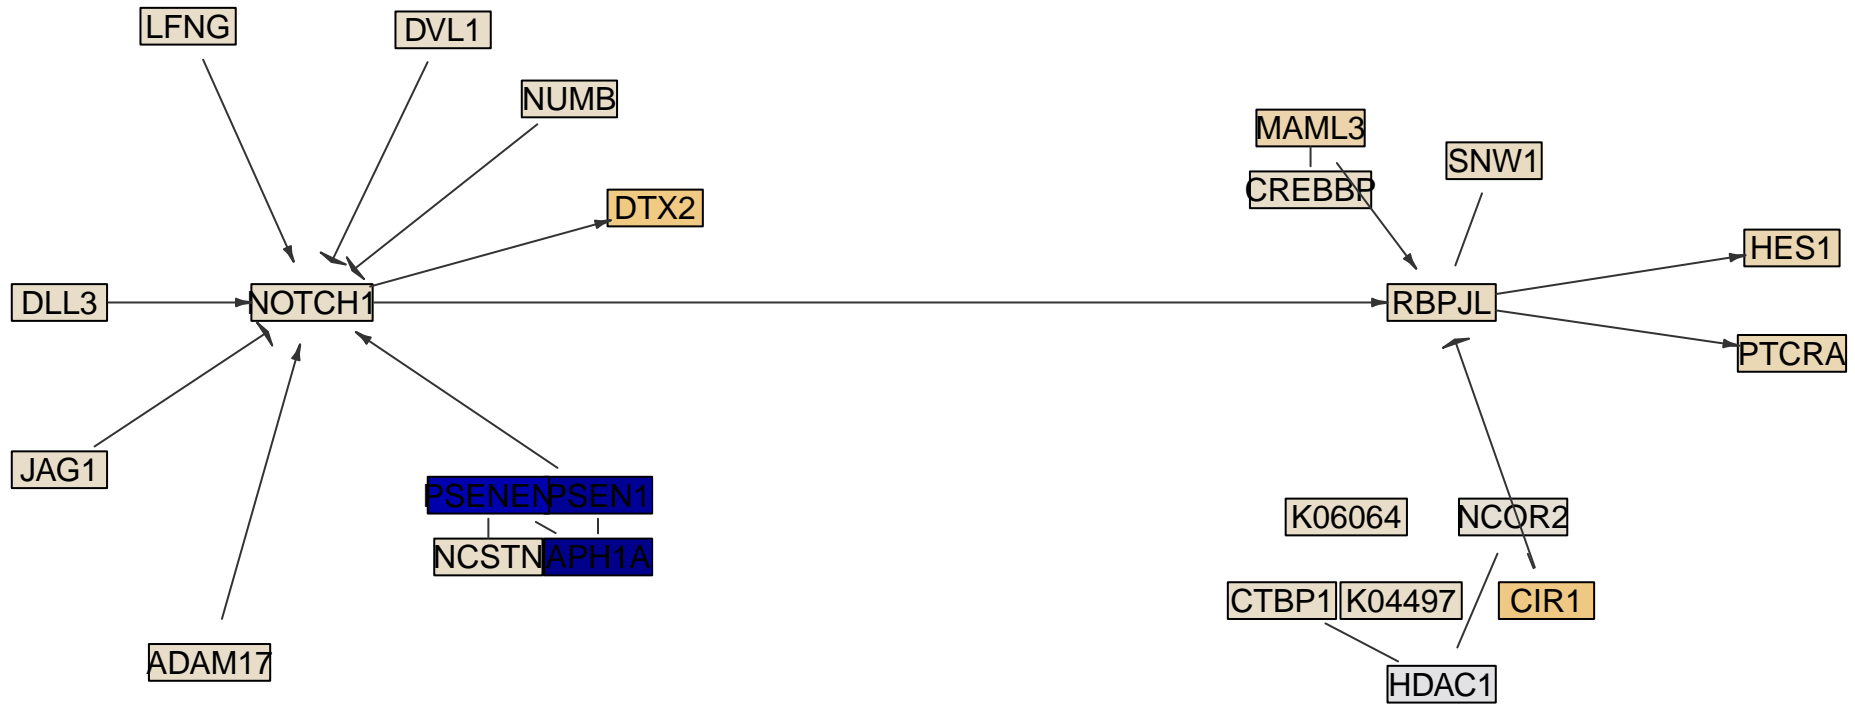 LFNG
DVL1
NUMB
MAML3
SNW1
CREBBP
DTX2
HES1
DLL3
NOTCH1
RBPJL
PTCRA
JAG1
PSENEN
PSEN1
K06064
NCOR2
NCSTN
APH1A
CTBP1
K04497
CIR1
ADAM17
HDAC1